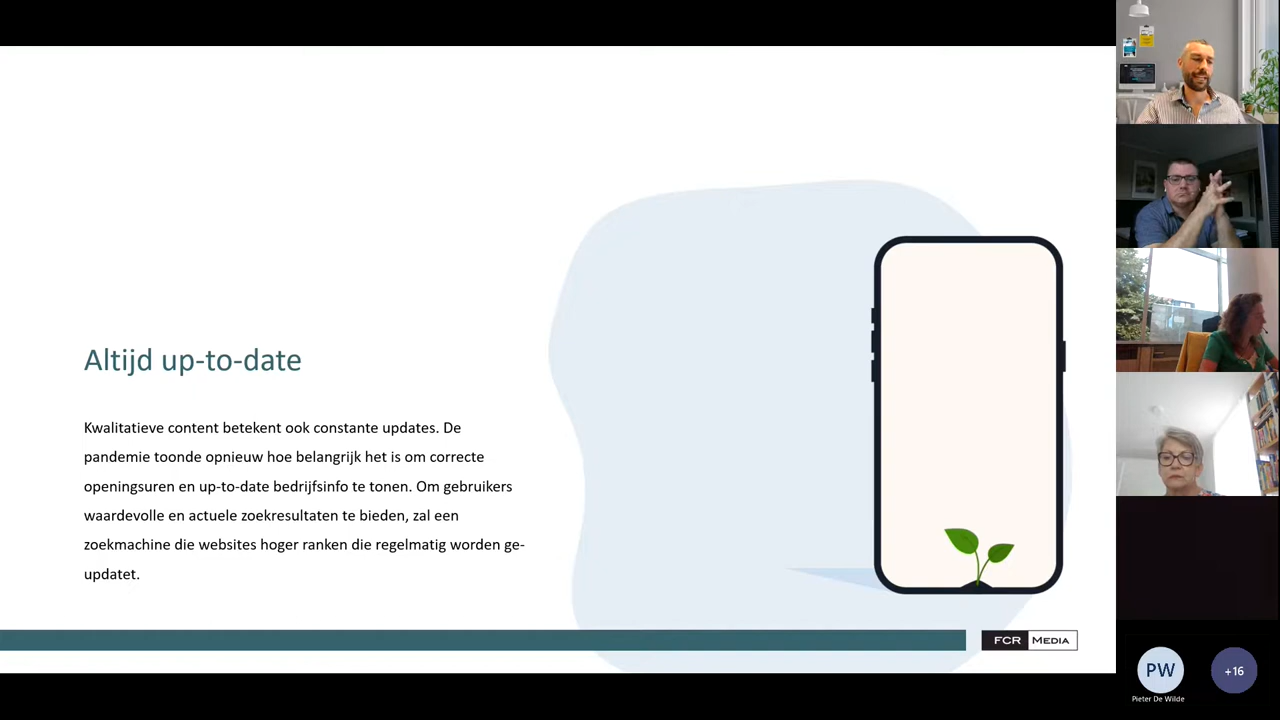 Altijd up-to-date
Kwalitatieve content betekent ook constante updates. De
pandemie toonde opnieuw hoe belangrijk het is om correcte
openingsuren en up-to-date bedrijfsinfo te tonen. Om gebruikers
waardevolle en actuele zoekresultaten te bieden, zal een
zoekmachine die websites hoger ranken die regelmatig worden ge-
updatet.
FCR MEDIA
PW
+16
Pieter De Wilde